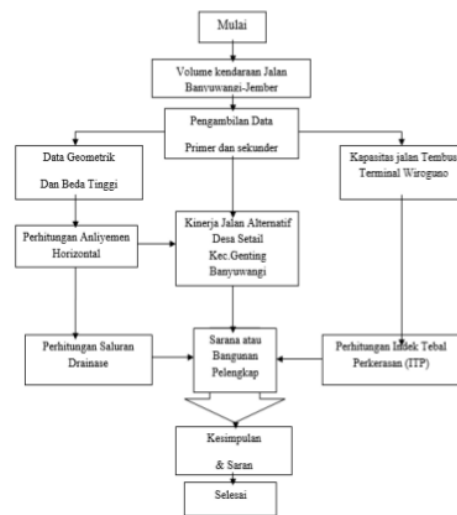 Mulai
Volume kendaraan Jalan
Banyuwangi-Jember
Pengambilan Data
Primer dan sekunder
Data Geometrik
Dan Beda Tinggi
Kapasitas jalan Tembus
Terminal Wiroguno
Perhitungan Anliyemen
Horizontal
Kinerja Jalan Alternatif
Desa Setail
Kec.Genting
Banyuwangi
Perhitungan Saluran
Drainase
Sarana atau
Bangunan
Pelengkap
Perhitungan Indek Tebal
Perkerasan (ITP)
Kesimpulan
& Saran
Selesai